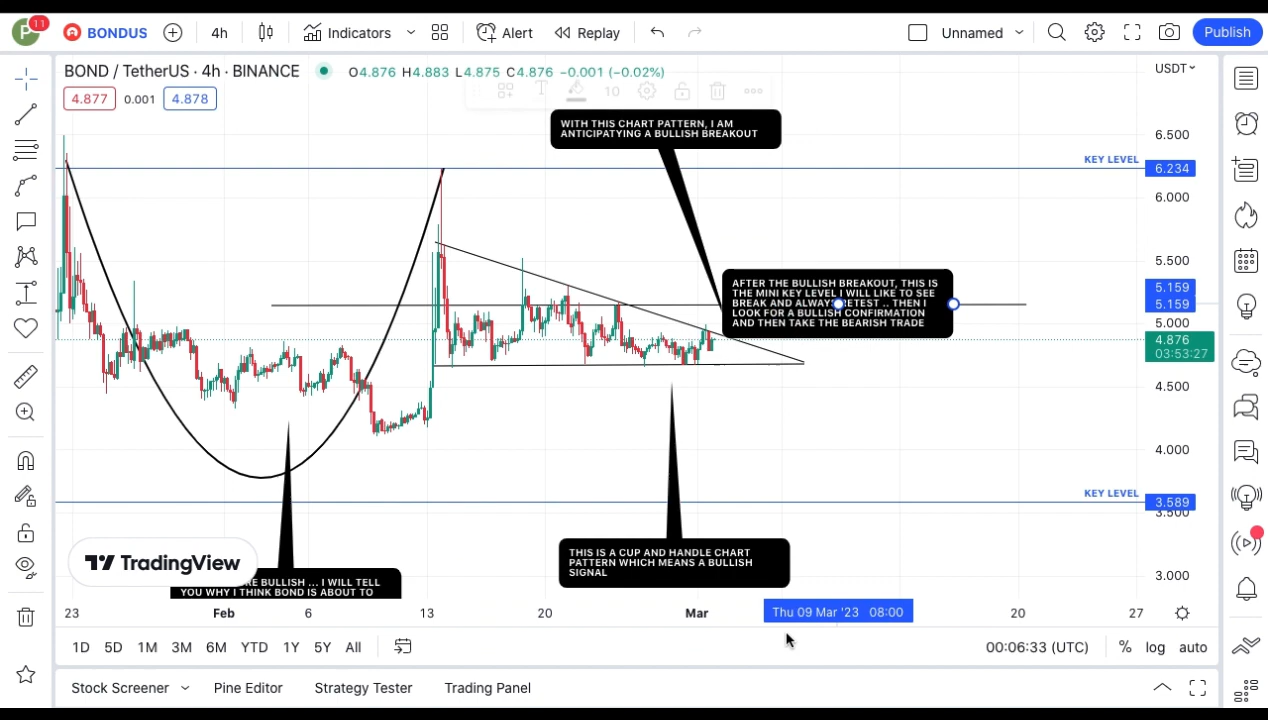 P 11 BONDUS 4h Indicators Alert Replay Unnamed Publish
BOND / TetherUS · 4h · BINANCE O4.876 H4.883 L4.875 C4.876 −0.001 (−0.02%) USDT
4.877 0.001 4.878
T 10
WITH THIS CHART PATTERN, I AM
ANTICIPATYING A BULLISH BREAKOUT
6.500
KEY LEVEL 6.234
6.000
5.500
AFTER THE BULLISH BREAKOUT, THIS IS
THE MINI KEY LEVEL I WILL LIKE TO SEE
BREAK AND ALWAYS RETEST .. THEN I
LOOK FOR A BULLISH CONFIRMATION
AND THEN TAKE THE BEARISH TRADE
5.159
5.159
5.000
4.876
03:53:27
4.500
4.000
KEY LEVEL 3.589
3.500
THIS IS A CUP AND HANDLE CHART
PATTERN WHICH MEANS A BULLISH
SIGNAL
TradingView
RE BULLISH ... I WILL TELL
YOU WHY I THINK BOND IS ABOUT TO
3.000
23 Feb 6 13 20 Mar Thu 09 Mar '23 08:00 20 27
1D 5D 1M 3M 6M YTD 1Y 5Y All 00:06:33 (UTC) % log auto
Stock Screener Pine Editor Strategy Tester Trading Panel